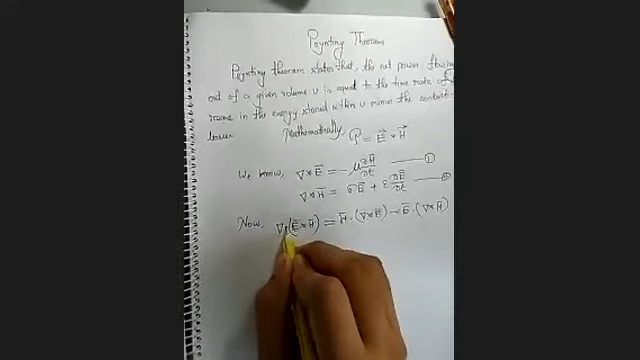 Poynting Theorem
Poynting theorem states that, the net power flowing
out of a given volume v is equal to the time rate of
in the energy stored within v minus the
losses
Mathematically, P = E⃗ × H⃗
We know, ∇×E̅ = -μ ∂H̅/∂t ——— ①
∇×H̅ = σE̅ + ε ∂E̅/∂t ——— ②
Now, ∇·(E̅×H̅) = H̅·(∇×E̅) - E̅·(∇×H̅)